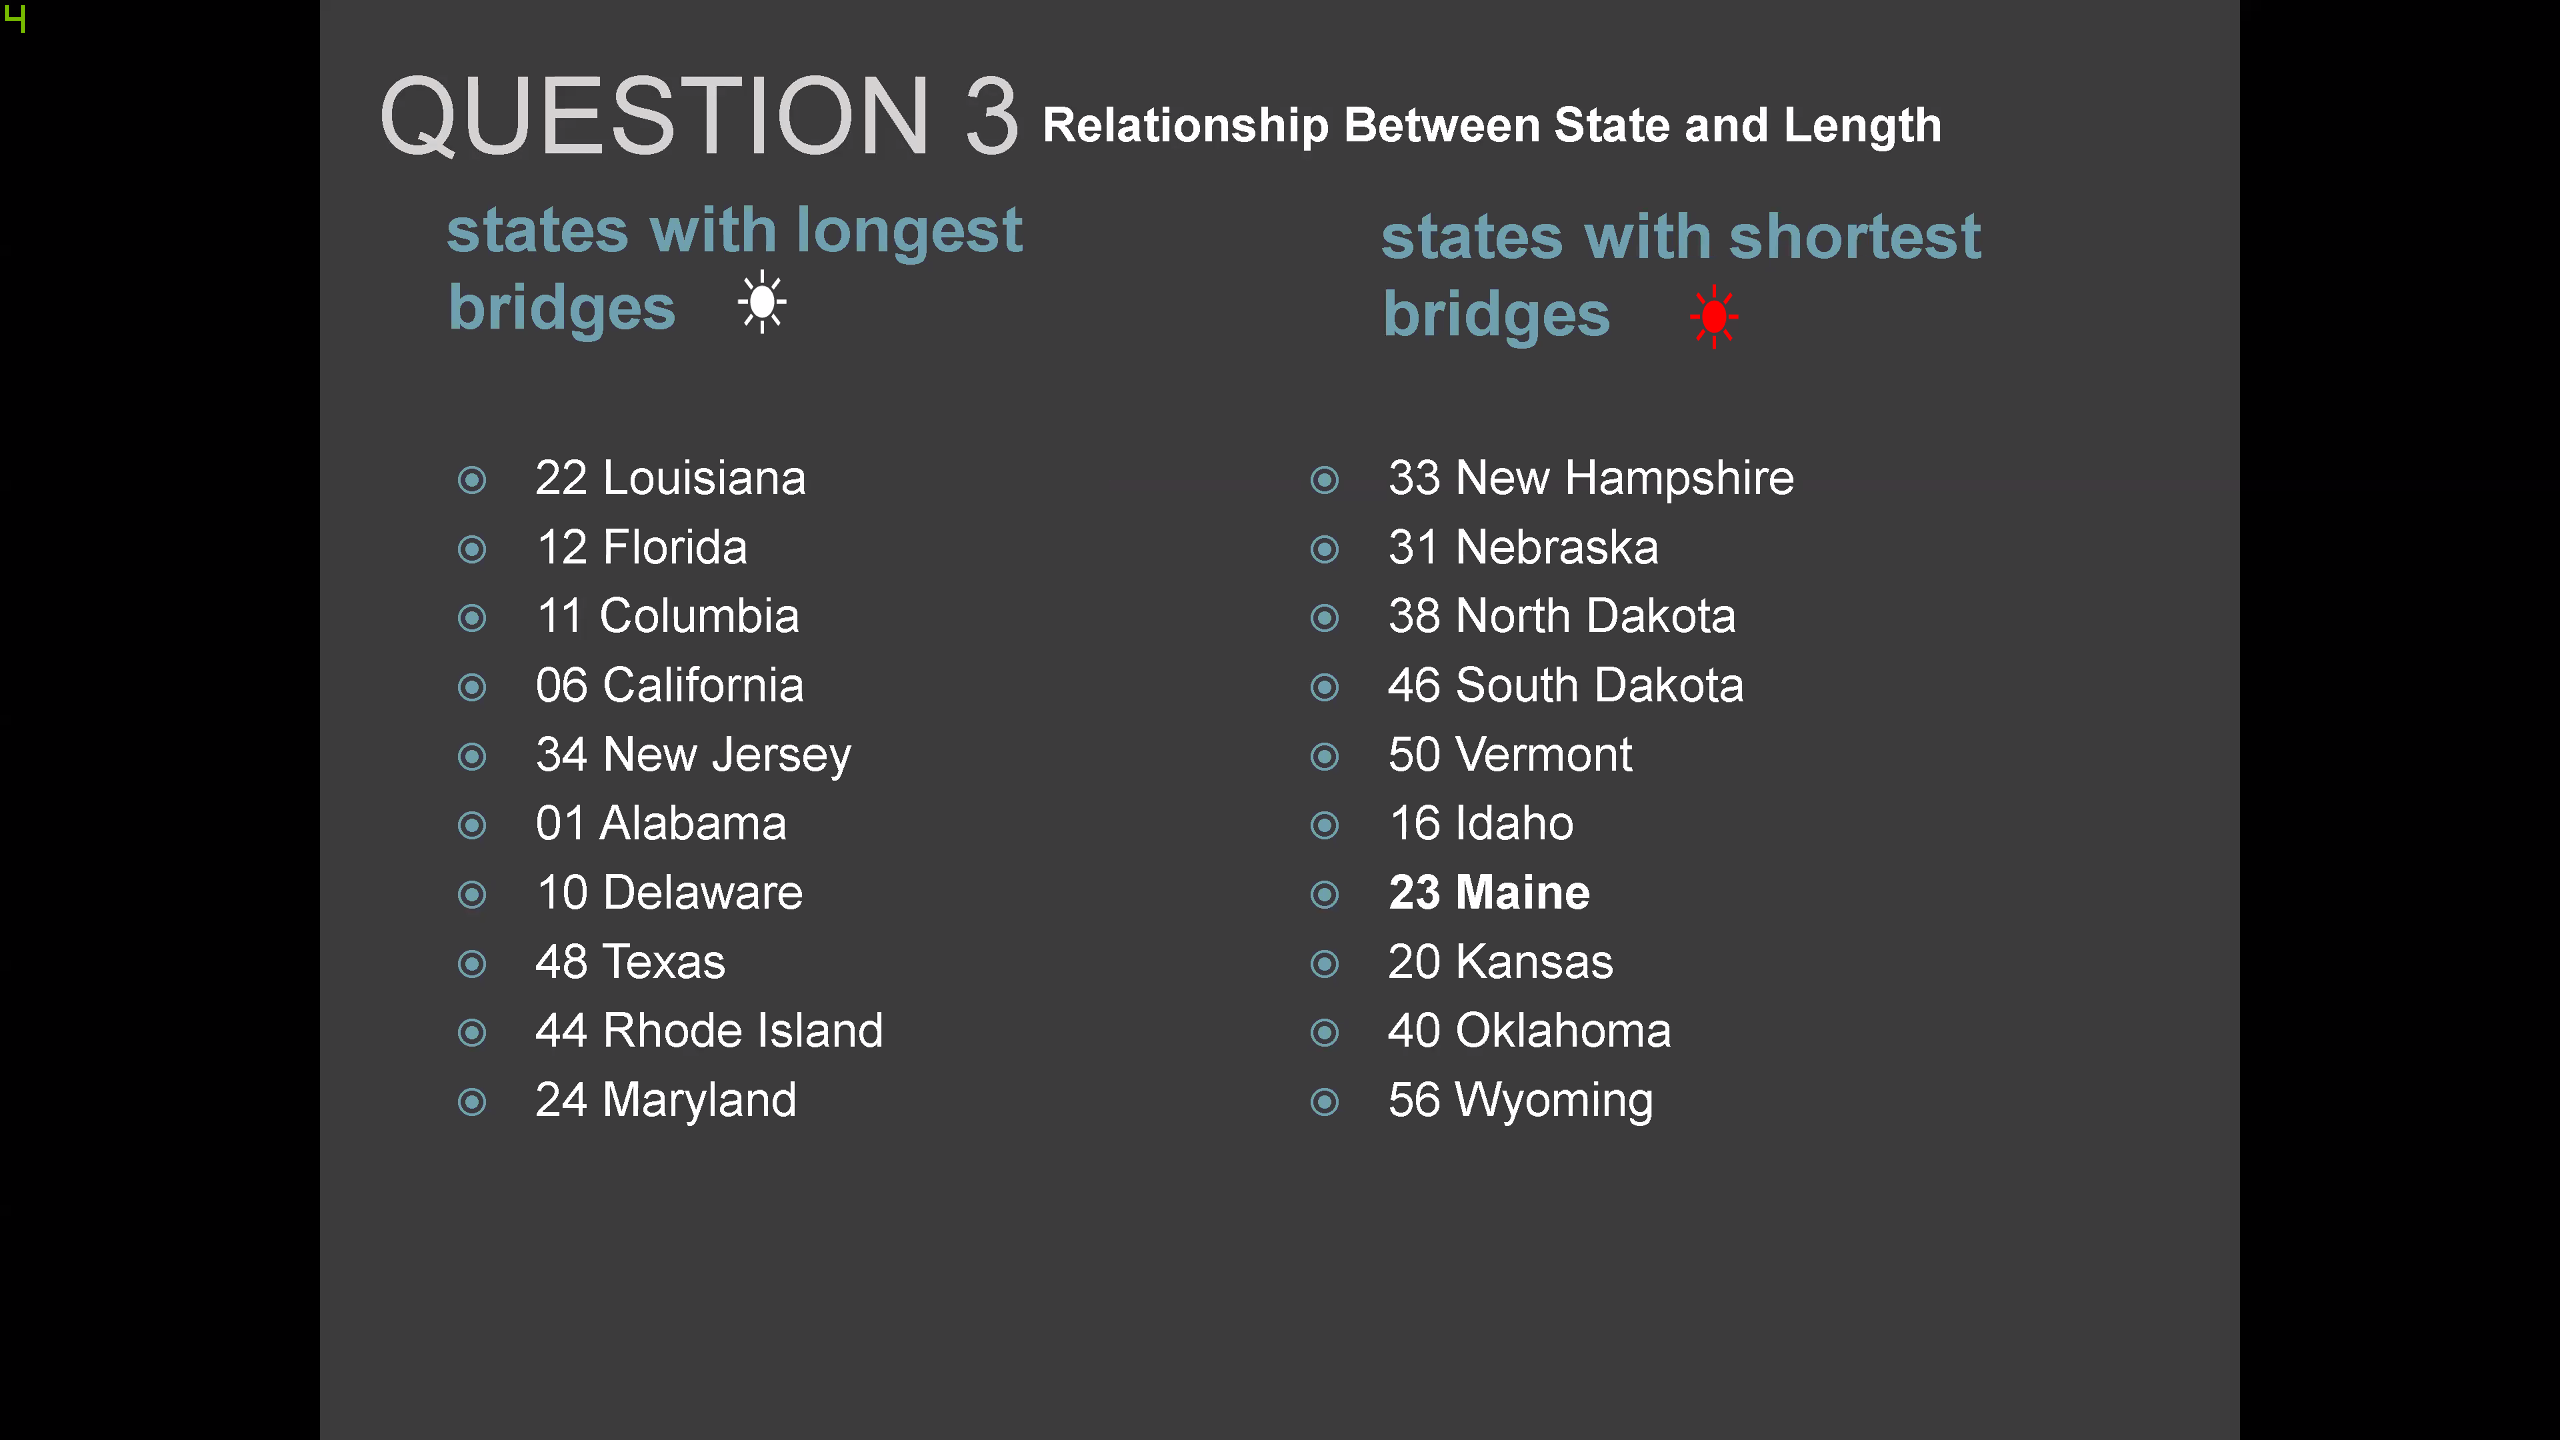 4
QUESTION 3 Relationship Between State and Length
states with longest
bridges
22 Louisiana
12 Florida
11 Columbia
06 California
34 New Jersey
01 Alabama
10 Delaware
48 Texas
44 Rhode Island
24 Maryland
states with shortest
bridges
33 New Hampshire
31 Nebraska
38 North Dakota
46 South Dakota
50 Vermont
16 Idaho
23 Maine
20 Kansas
40 Oklahoma
56 Wyoming